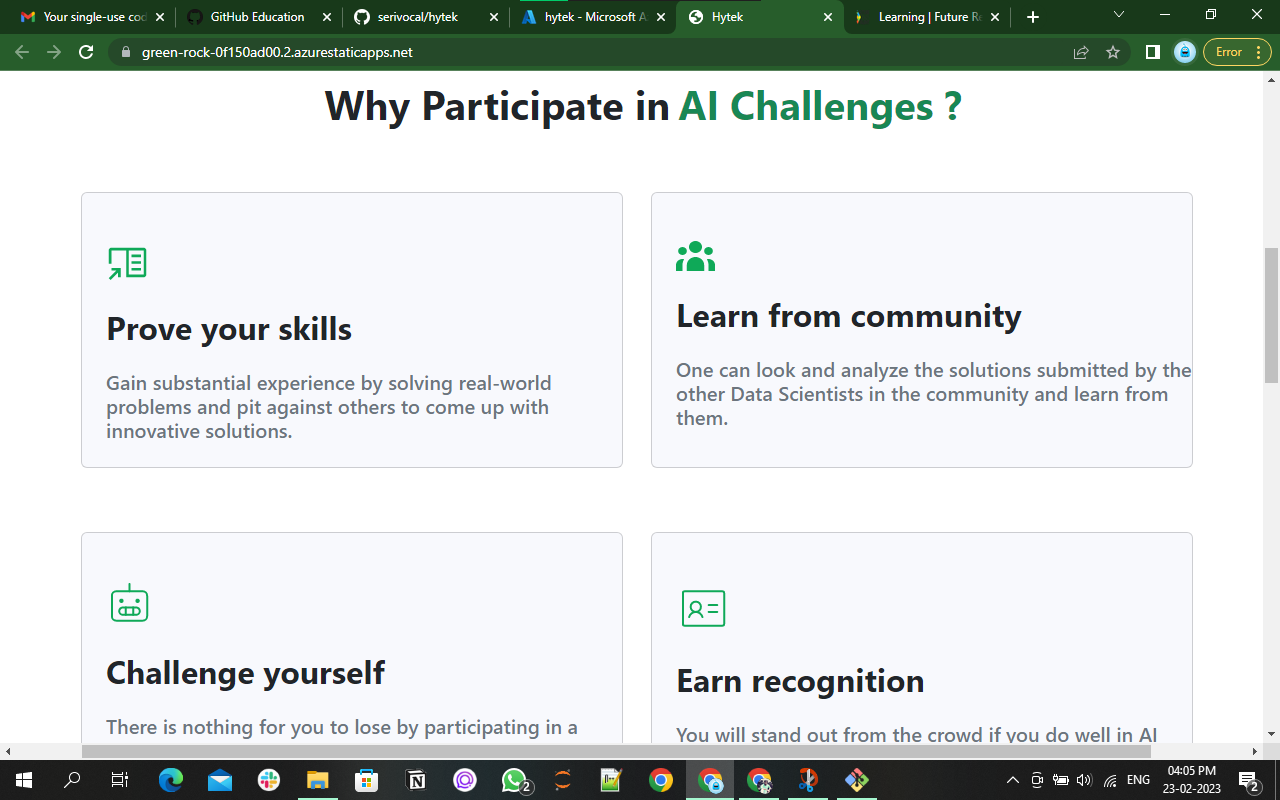 Your single-use cod
GitHub Education
serivocal/hytek
hytek - Microsoft A
Hytek
Learning | Future Re
green-rock-0f150ad00.2.azurestaticapps.net
Error
Why Participate in AI Challenges ?
Prove your skills
Gain substantial experience by solving real-world
problems and pit against others to come up with
innovative solutions.
Learn from community
One can look and analyze the solutions submitted by the
other Data Scientists in the community and learn from
them.
Challenge yourself
There is nothing for you to lose by participating in a
Earn recognition
You will stand out from the crowd if you do well in AI
2
ENG
04:05 PM
23-02-2023
2